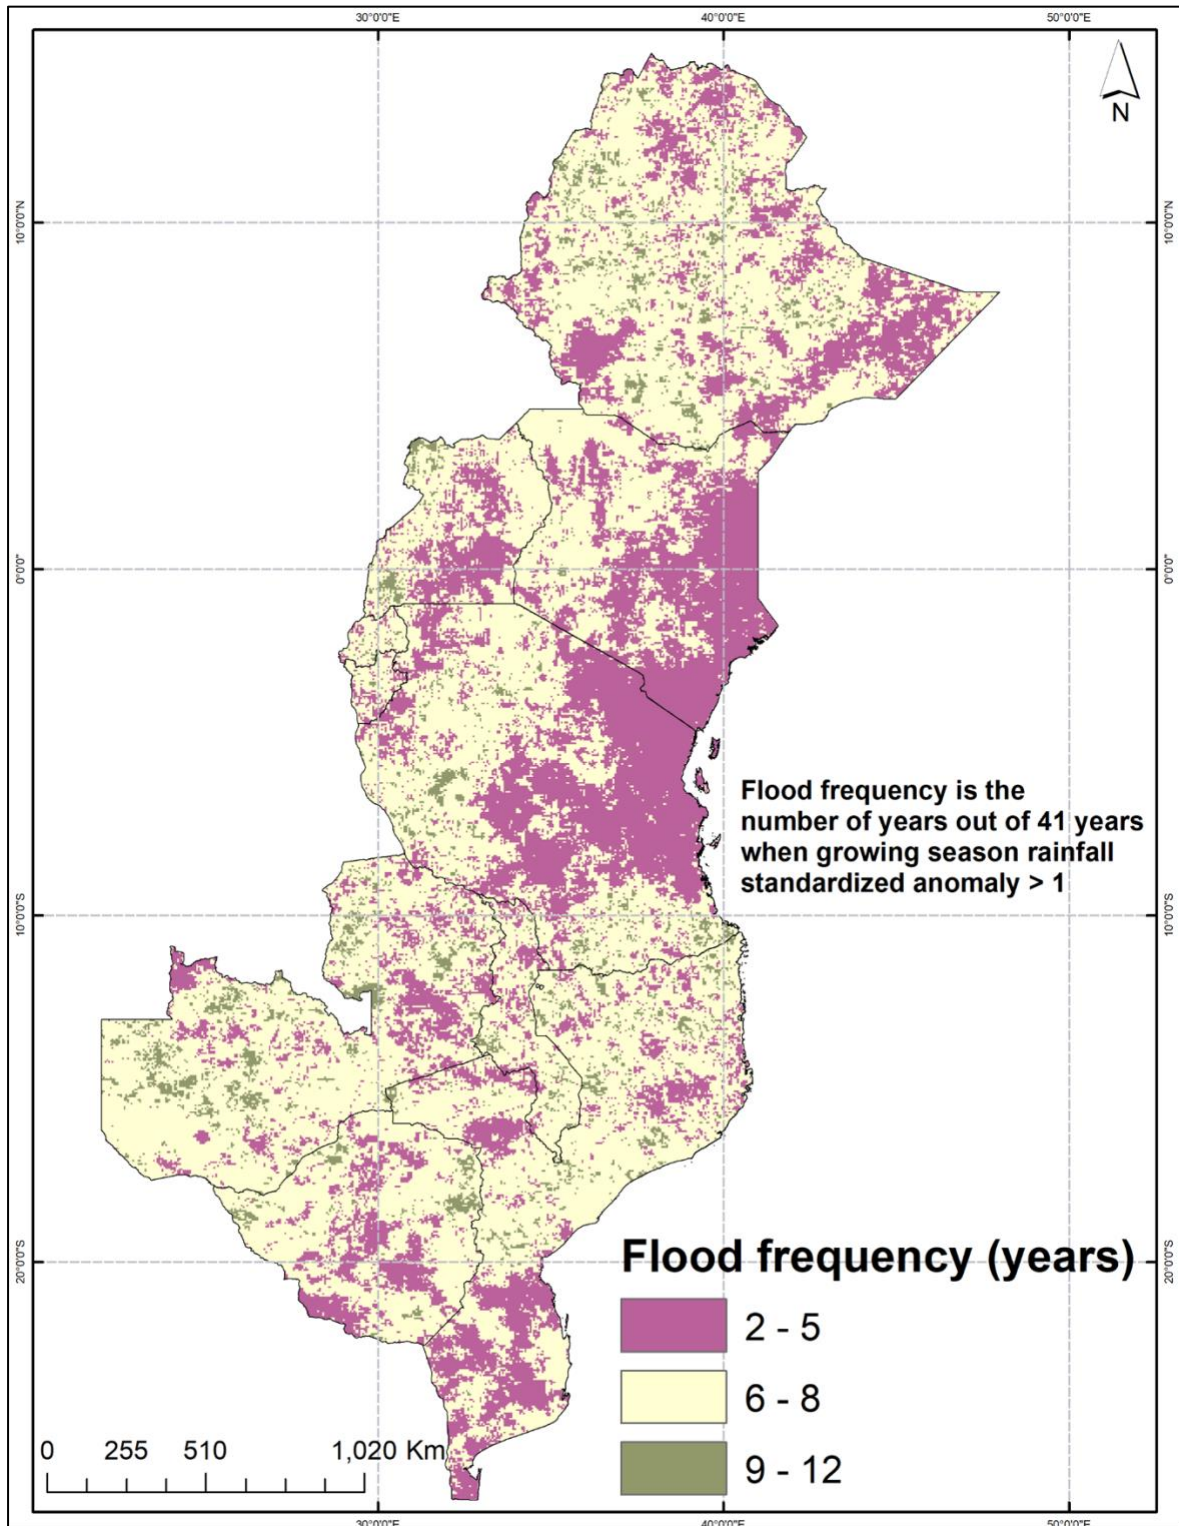 30°0'0"E 40°0'0"E 50°0'0"E
N
10°0'0"N 10°0'0"N
0°0'0" 0°0'0"
Flood frequency is the
number of years out of 41 years
when growing season rainfall
standardized anomaly > 1
10°0'0"S 10°0'0"S
20°0'0"S 20°0'0"S
Flood frequency (years)
2 - 5
6 - 8
9 - 12
0 255 510 1,020 Km
30°0'0"E 40°0'0"E 50°0'0"E